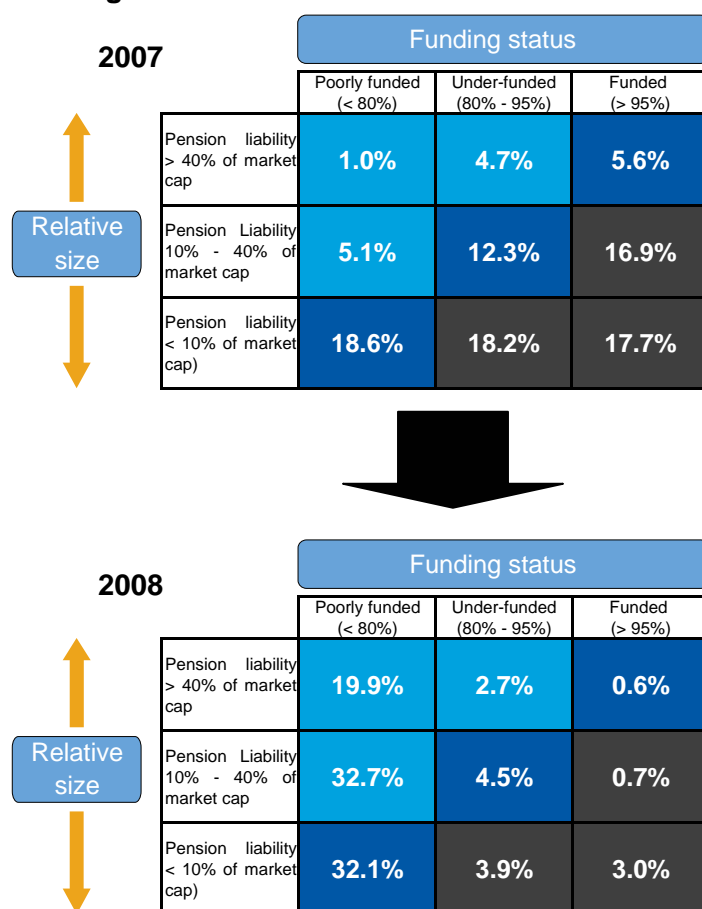 Funding status
2007
Poorly funded
(< 80%)
Under-funded
(80% - 95%)
Funded
(> 95%)
Pension liability
> 40% of market
cap
1.0%
4.7%
5.6%
Relative
size
Pension Liability
10% - 40% of
market cap
5.1%
12.3%
16.9%
Pension liability
< 10% of market
cap)
18.6%
18.2%
17.7%
Funding status
2008
Poorly funded
(< 80%)
Under-funded
(80% - 95%)
Funded
(> 95%)
Pension liability
> 40% of market
cap
19.9%
2.7%
0.6%
Relative
size
Pension Liability
10% - 40% of
market cap
32.7%
4.5%
0.7%
Pension liability
< 10% of market
cap)
32.1%
3.9%
3.0%